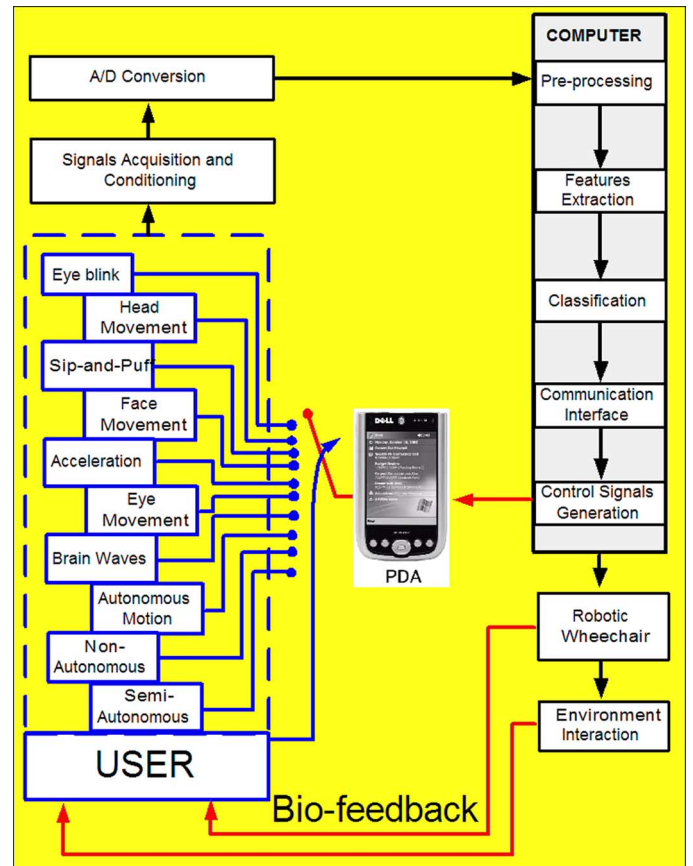 COMPUTER
A/D Conversion
Pre-processing
Signals Acquisition and
Conditioning
Features
Extraction
Eye blink
Head
Movement
Classification
Sip-and-Puff
Face
Movement
Communication
Interface
DELL
Acceleration
Eye
Movement
Control Signals
Generation
Brain Waves
PDA
Autonomous
Motion
Robotic
Wheechair
Non-
Autonomous
Semi-
Autonomous
Environment
Interaction
USER
Bio-feedback